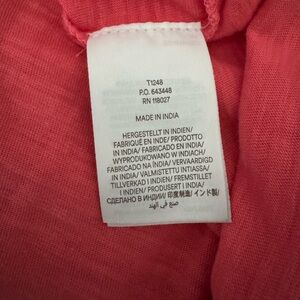 T1248
P.O. 643448
RN 118027
MADE IN INDIA
HERGESTELLT IN INDIEN/
FABRIQUÉ EN INDE/ PRODOTTO
IN INDIA/ FABRICADO EN INDIA/
WYPRODUKOWANO W INDIACH/
FABRICADO NA ÍNDIA/ VERVAARDIGD
IN INDIA/ VALMISTETTU INTIASSA/
TILLVERKAD I INDIEN/ FREMSTILLET
I INDIEN/ PRODUSERT I INDIA/
СДЕЛАНО В ИНДИИ/ 印度制造/ インド製/
صنع في الهند